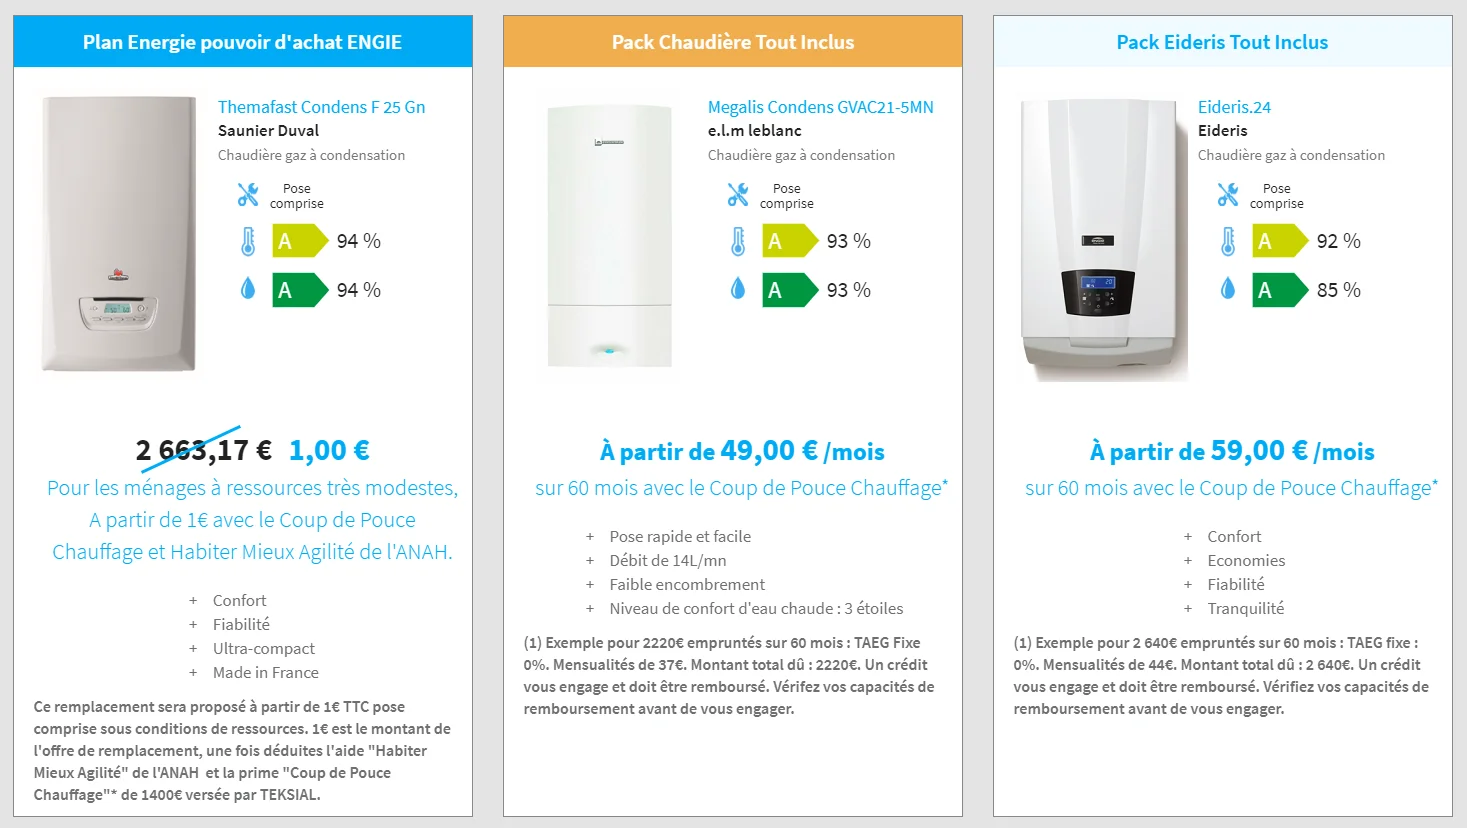 Plan Energie pouvoir d'achat ENGIE
Themafast Condens F 25 Gn
Saunier Duval
Chaudière gaz à condensation
Pose
comprise
A 94 %
A 94 %
2 663,17 € 1,00 €
Pour les ménages à ressources très modestes,
A partir de 1€ avec le Coup de Pouce
Chauffage et Habiter Mieux Agilité de l'ANAH.
+ Confort
+ Fiabilité
+ Ultra-compact
+ Made in France
Ce remplacement sera proposé à partir de 1€ TTC pose
comprise sous conditions de ressources. 1€ est le montant de
l'offre de remplacement, une fois déduites l'aide "Habiter
Mieux Agilité" de l'ANAH et la prime "Coup de Pouce
Chauffage"* de 1400€ versée par TEKSIAL.
Pack Chaudière Tout Inclus
Megalis Condens GVAC21-5MN
e.l.m leblanc
Chaudière gaz à condensation
Pose
comprise
A 93 %
A 93 %
À partir de 49,00 € /mois
sur 60 mois avec le Coup de Pouce Chauffage*
+ Pose rapide et facile
+ Débit de 14L/mn
+ Faible encombrement
+ Niveau de confort d'eau chaude : 3 étoiles
(1) Exemple pour 2220€ empruntés sur 60 mois : TAEG Fixe
0%. Mensualités de 37€. Montant total dû : 2220€. Un crédit
vous engage et doit être remboursé. Vérifez vos capacités de
remboursement avant de vous engager.
Pack Eideris Tout Inclus
Eideris.24
Eideris
Chaudière gaz à condensation
Pose
comprise
A 92 %
A 85 %
À partir de 59,00 € /mois
sur 60 mois avec le Coup de Pouce Chauffage*
+ Confort
+ Economies
+ Fiabilité
+ Tranquilité
(1) Exemple pour 2 640€ empruntés sur 60 mois : TAEG fixe :
0%. Mensualités de 44€. Montant total dû : 2 640€. Un crédit
vous engage et doit être remboursé. Vérifiez vos capacités de
remboursement avant de vous engager.